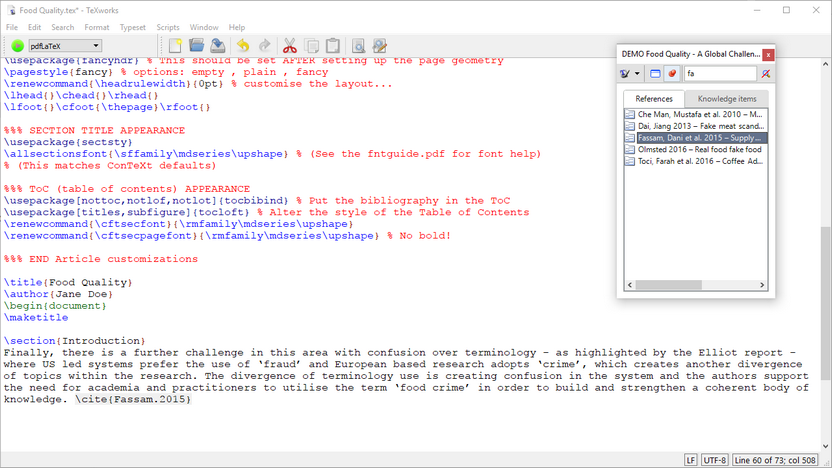 Food Quality.tex* - TeXworks
File Edit Search Format Typeset Scripts Window Help
pdfLaTeX
\usepackage{fancyhdr} % This should be set AFTER setting up the page geometry
\pagestyle{fancy} % options: empty , plain , fancy
\renewcommand{\headrulewidth}{0pt} % customise the layout...
\lhead{}\chead{}\rhead{}
\lfoot{}\cfoot{\thepage}\rfoot{}
%%% SECTION TITLE APPEARANCE
\usepackage{sectsty}
\allsectionsfont{\sffamily\mdseries\upshape} % (See the fntguide.pdf for font help)
% (This matches ConTeXt defaults)
%%% ToC (table of contents) APPEARANCE
\usepackage[nottoc,notlof,notlot]{tocbibind} % Put the bibliography in the ToC
\usepackage[titles,subfigure]{tocloft} % Alter the style of the Table of Contents
\renewcommand{\cftsecfont}{\rmfamily\mdseries\upshape}
\renewcommand{\cftsecpagefont}{\rmfamily\mdseries\upshape} % No bold!
%%% END Article customizations
\title{Food Quality}
\author{Jane Doe}
\begin{document}
\maketitle
\section{Introduction}
Finally, there is a further challenge in this area with confusion over terminology – as highlighted by the Elliot report –
where US led systems prefer the use of ‘fraud’ and European based research adopts ‘crime’, which creates another divergence
of topics within the research. The divergence of terminology use is creating confusion in the system and the authors support
the need for academia and practitioners to utilise the term ‘food crime’ in order to build and strengthen a coherent body of
knowledge. \cite{Fassam.2015}
DEMO Food Quality - A Global Challen...
fa
References Knowledge items
Che Man, Mustafa et al. 2010 – M...
Dai, Jiang 2013 – Fake meat scand...
Fassam, Dani et al. 2015 – Supply ...
Olmsted 2016 – Real food fake food
Toci, Farah et al. 2016 – Coffee Ad...
LF UTF-8 Line 60 of 73; col 508